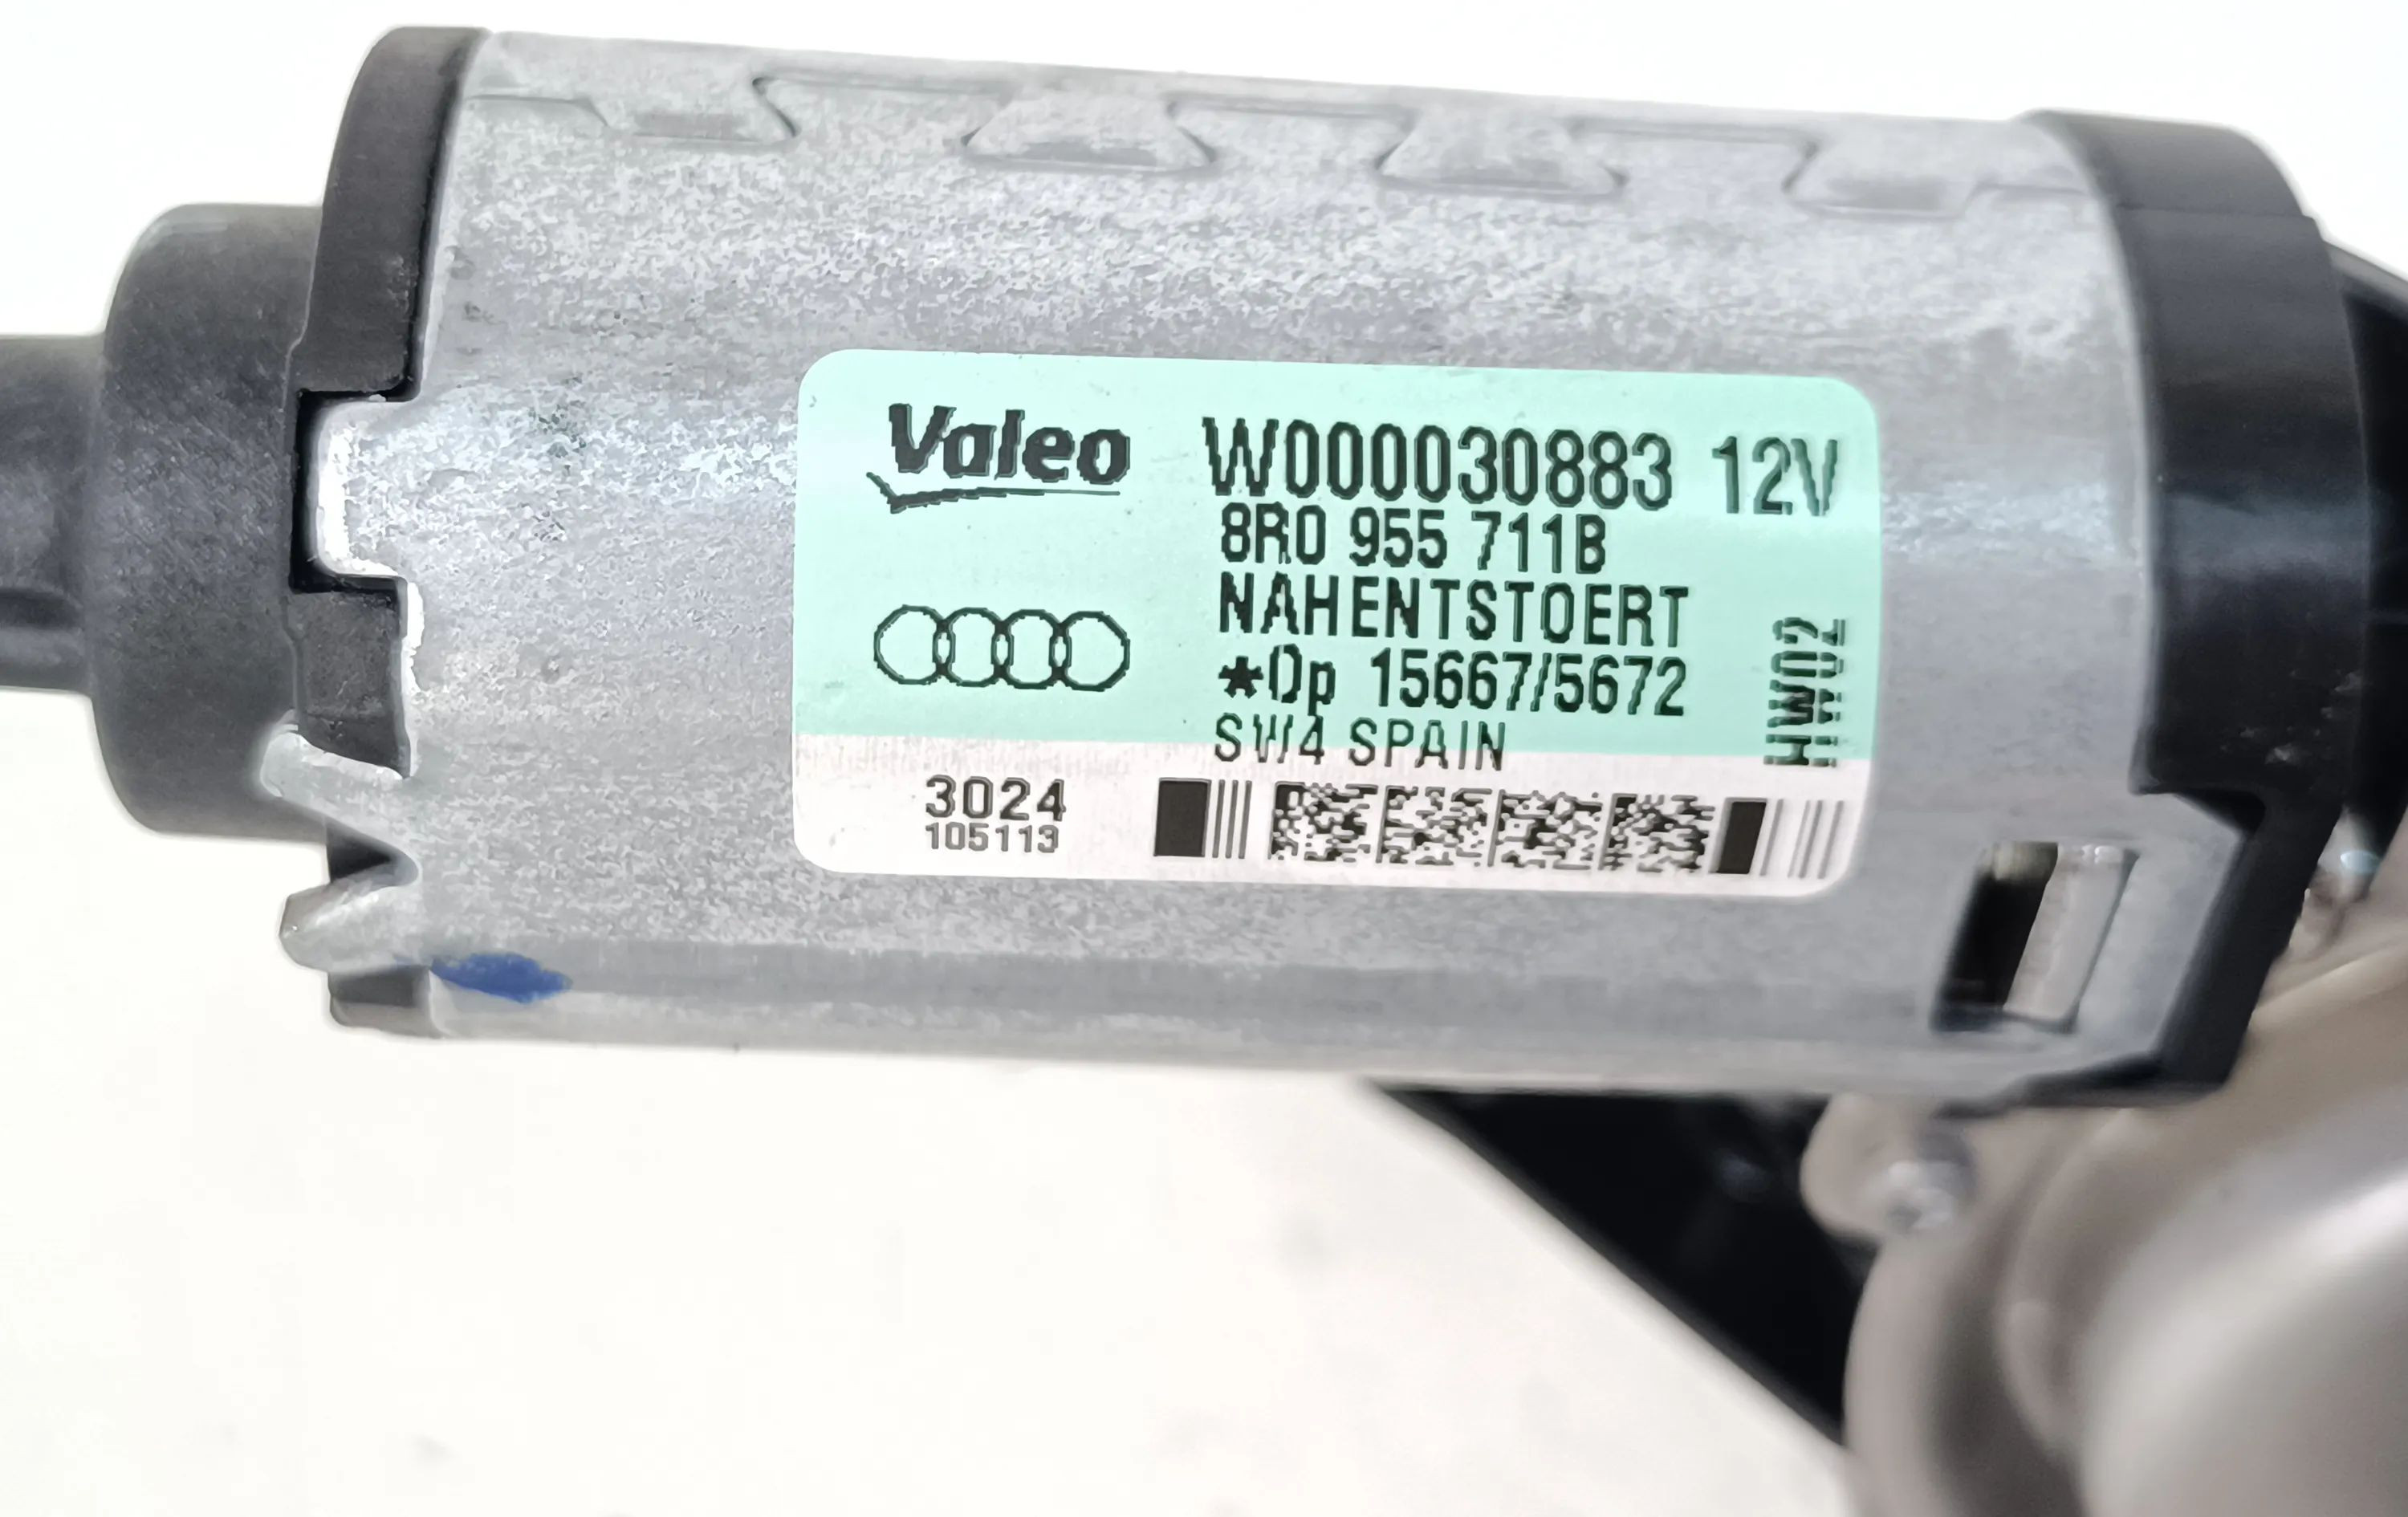 Valeo W000030883 12V
8R0 955 711B
NAHENTSTOERT
*Op 15667/5672
SW4 SPAIN
HW02
3024
105113